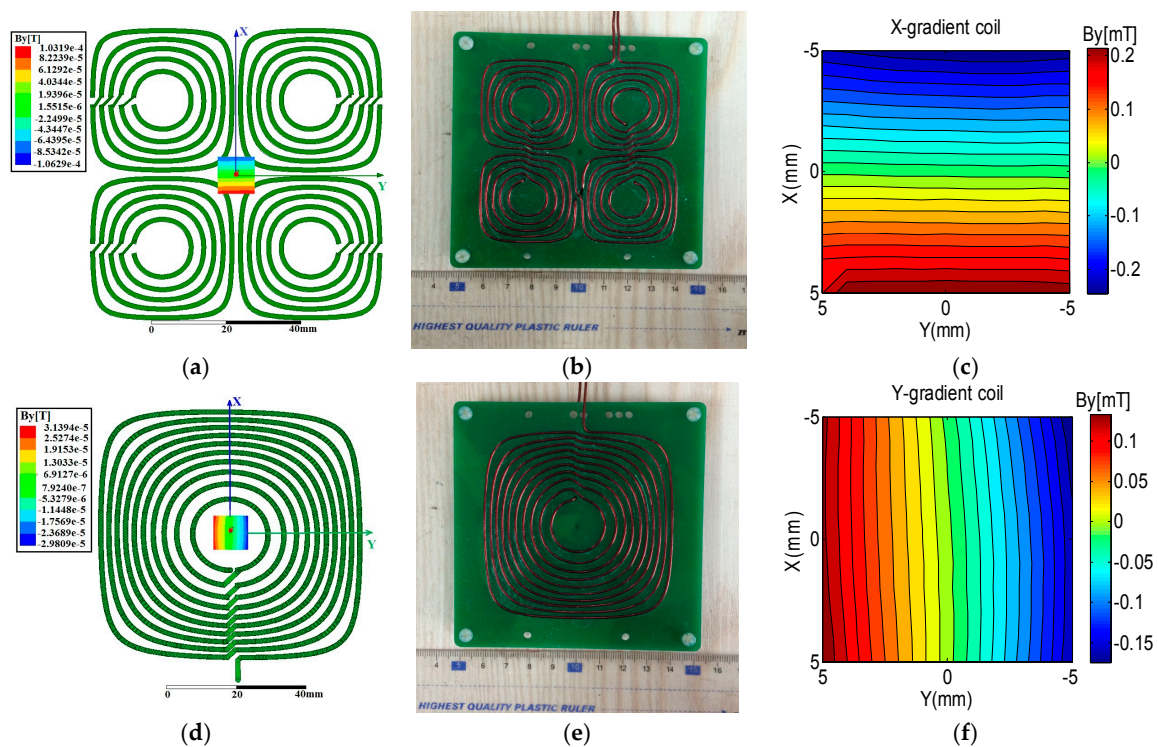 By[T]
1.0319e-4
8.2239e-5
6.1292e-5
4.0344e-5
1.9396e-5
1.5515e-6
-2.2499e-5
-4.3447e-5
-6.4395e-5
-8.5342e-5
-1.0629e-4
X
Y
0 20 40mm
(a)
4 5 6 7 8 9 10 11 12 13 14 15 16
HIGHEST QUALITY PLASTIC RULER
(b)
X-gradient coil
By[mT]
-5
0
5
X(mm)
5 0 -5
Y(mm)
0.2
0.1
0
-0.1
-0.2
(c)
By[T]
3.1394e-5
2.5274e-5
1.9153e-5
1.3033e-5
6.9127e-6
7.9240e-7
-5.3279e-6
-1.1448e-5
-1.7569e-5
-2.3689e-5
-2.9809e-5
X
Y
0 20 40mm
(d)
4 5 6 7 8 9 10 11 12 13 14 15 16
HIGHEST QUALITY PLASTIC RULER
(e)
Y-gradient coil
By[mT]
-5
0
5
X(mm)
5 0 -5
Y(mm)
0.1
0.05
0
-0.05
-0.1
-0.15
(f)